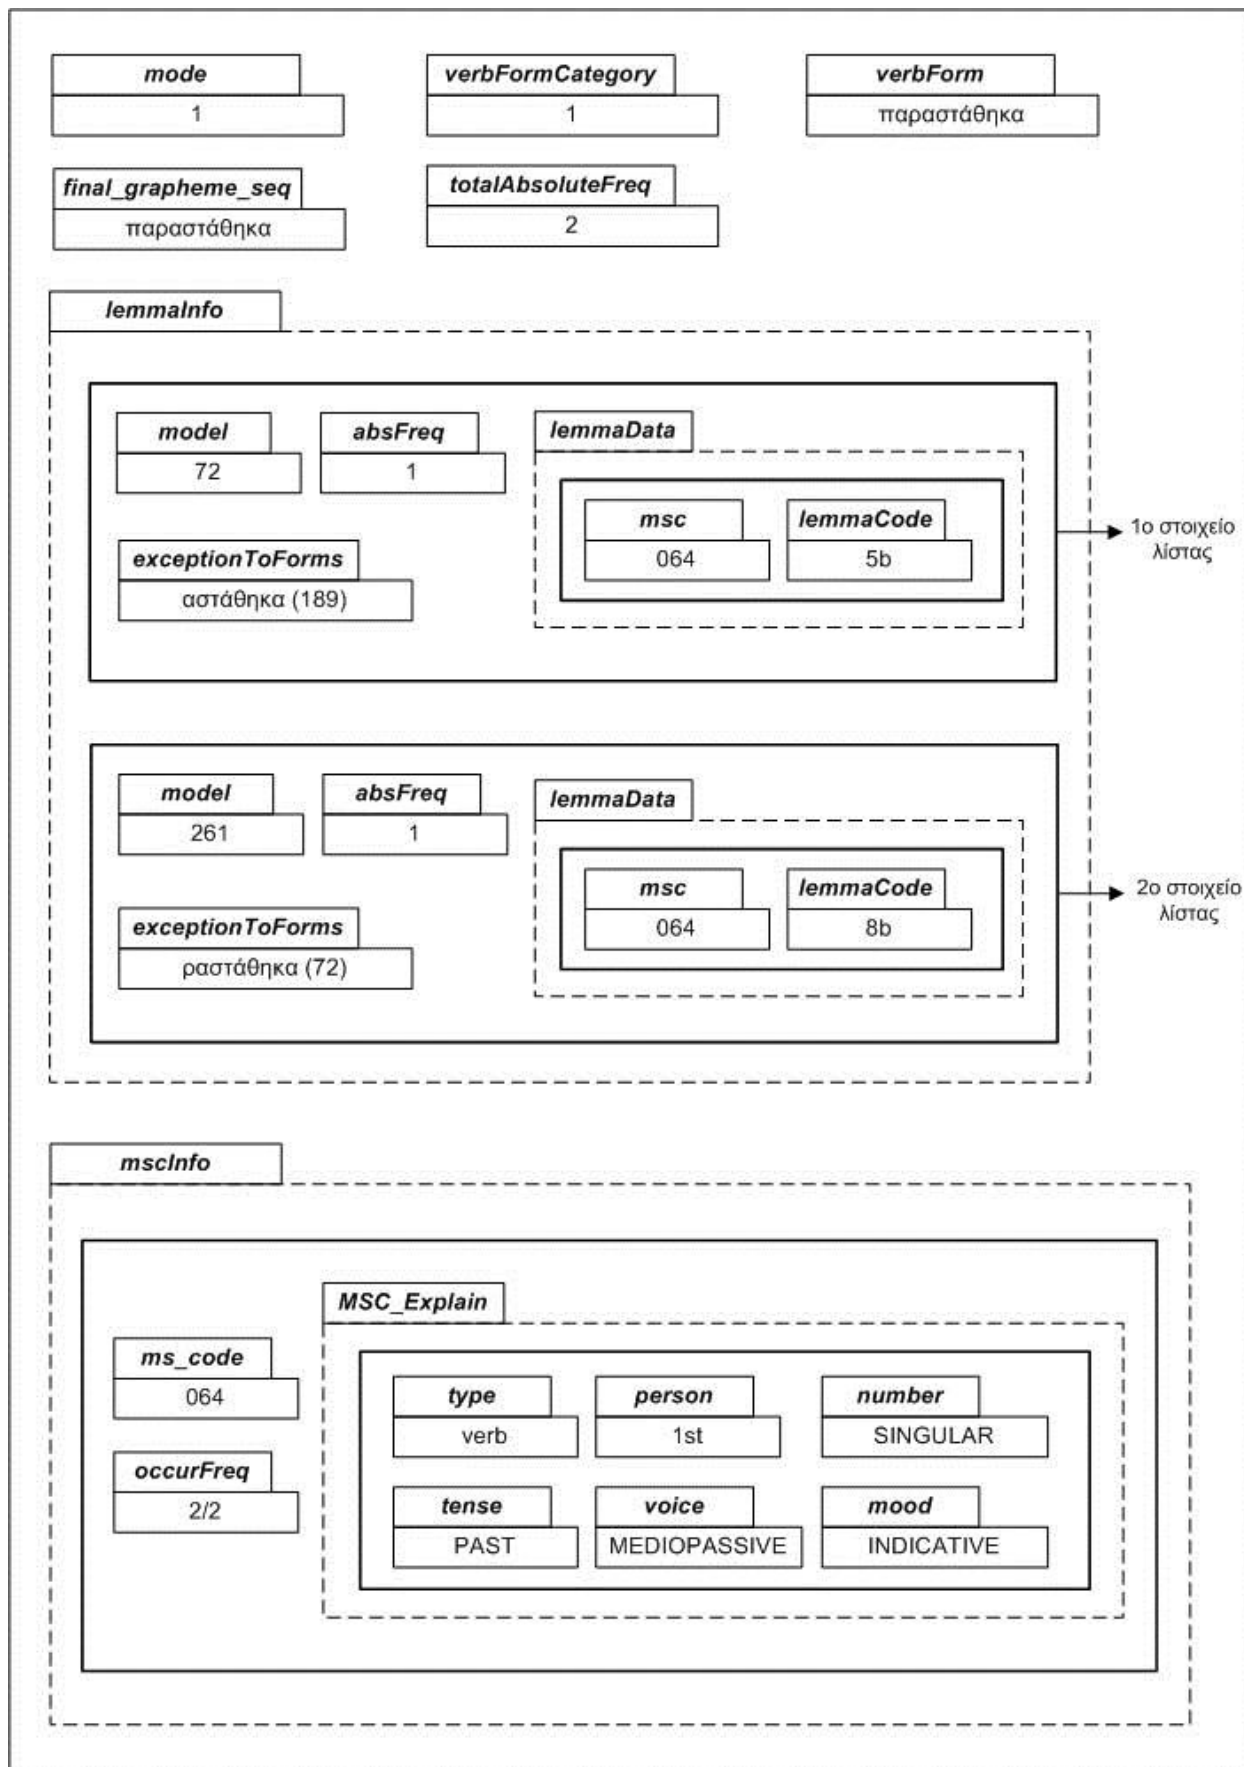 mode
verbFormCategory
verbForm
1
1
παραστάθηκα
final_grapheme_seq
totalAbsoluteFreq
παραστάθηκα
2
lemmaInfo
model
absFreq
lemmaData
72
1
msc
lemmaCode
064
5b
exceptionToForms
αστάθηκα (189)
1ο στοιχείο
λίστας
model
absFreq
lemmaData
261
1
msc
lemmaCode
064
8b
exceptionToForms
ραστάθηκα (72)
2ο στοιχείο
λίστας
mscInfo
MSC_Explain
ms_code
064
type
person
number
verb
1st
SINGULAR
occurFreq
2/2
tense
voice
mood
PAST
MEDIOPASSIVE
INDICATIVE